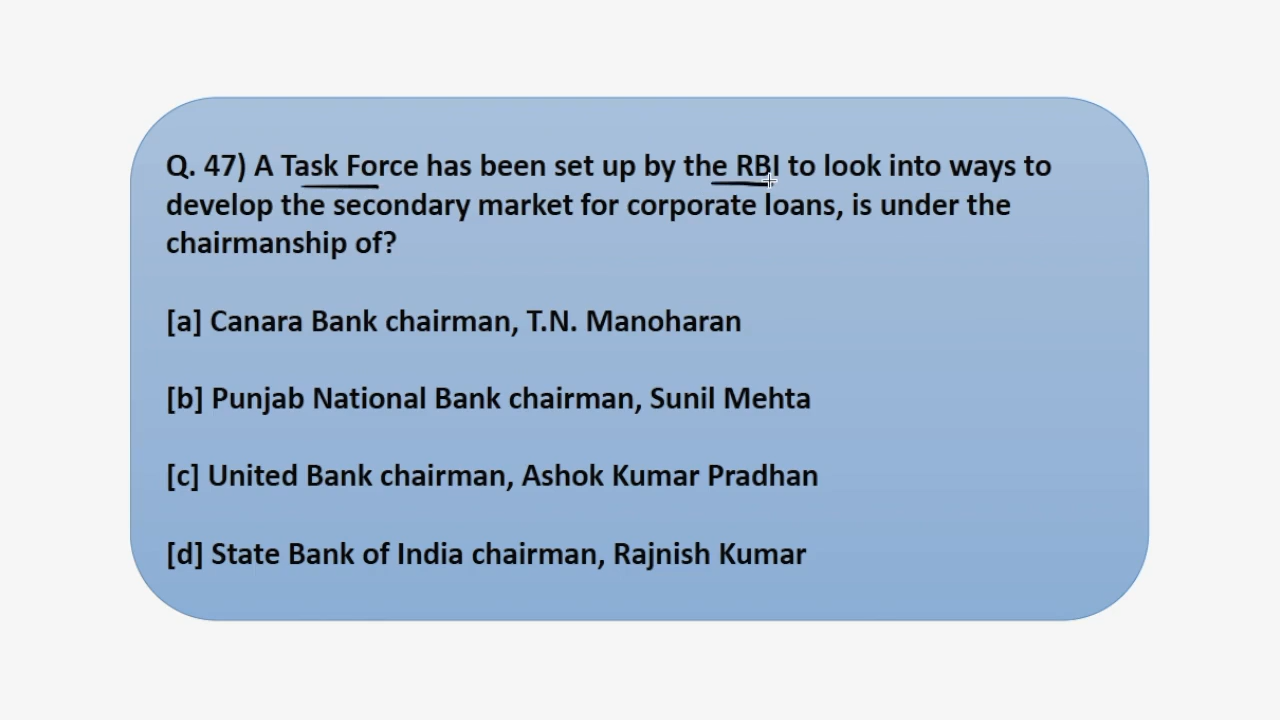 Q. 47) A Task Force has been set up by the RBI to look into ways to
develop the secondary market for corporate loans, is under the
chairmanship of?
[a] Canara Bank chairman, T.N. Manoharan
[b] Punjab National Bank chairman, Sunil Mehta
[c] United Bank chairman, Ashok Kumar Pradhan
[d] State Bank of India chairman, Rajnish Kumar